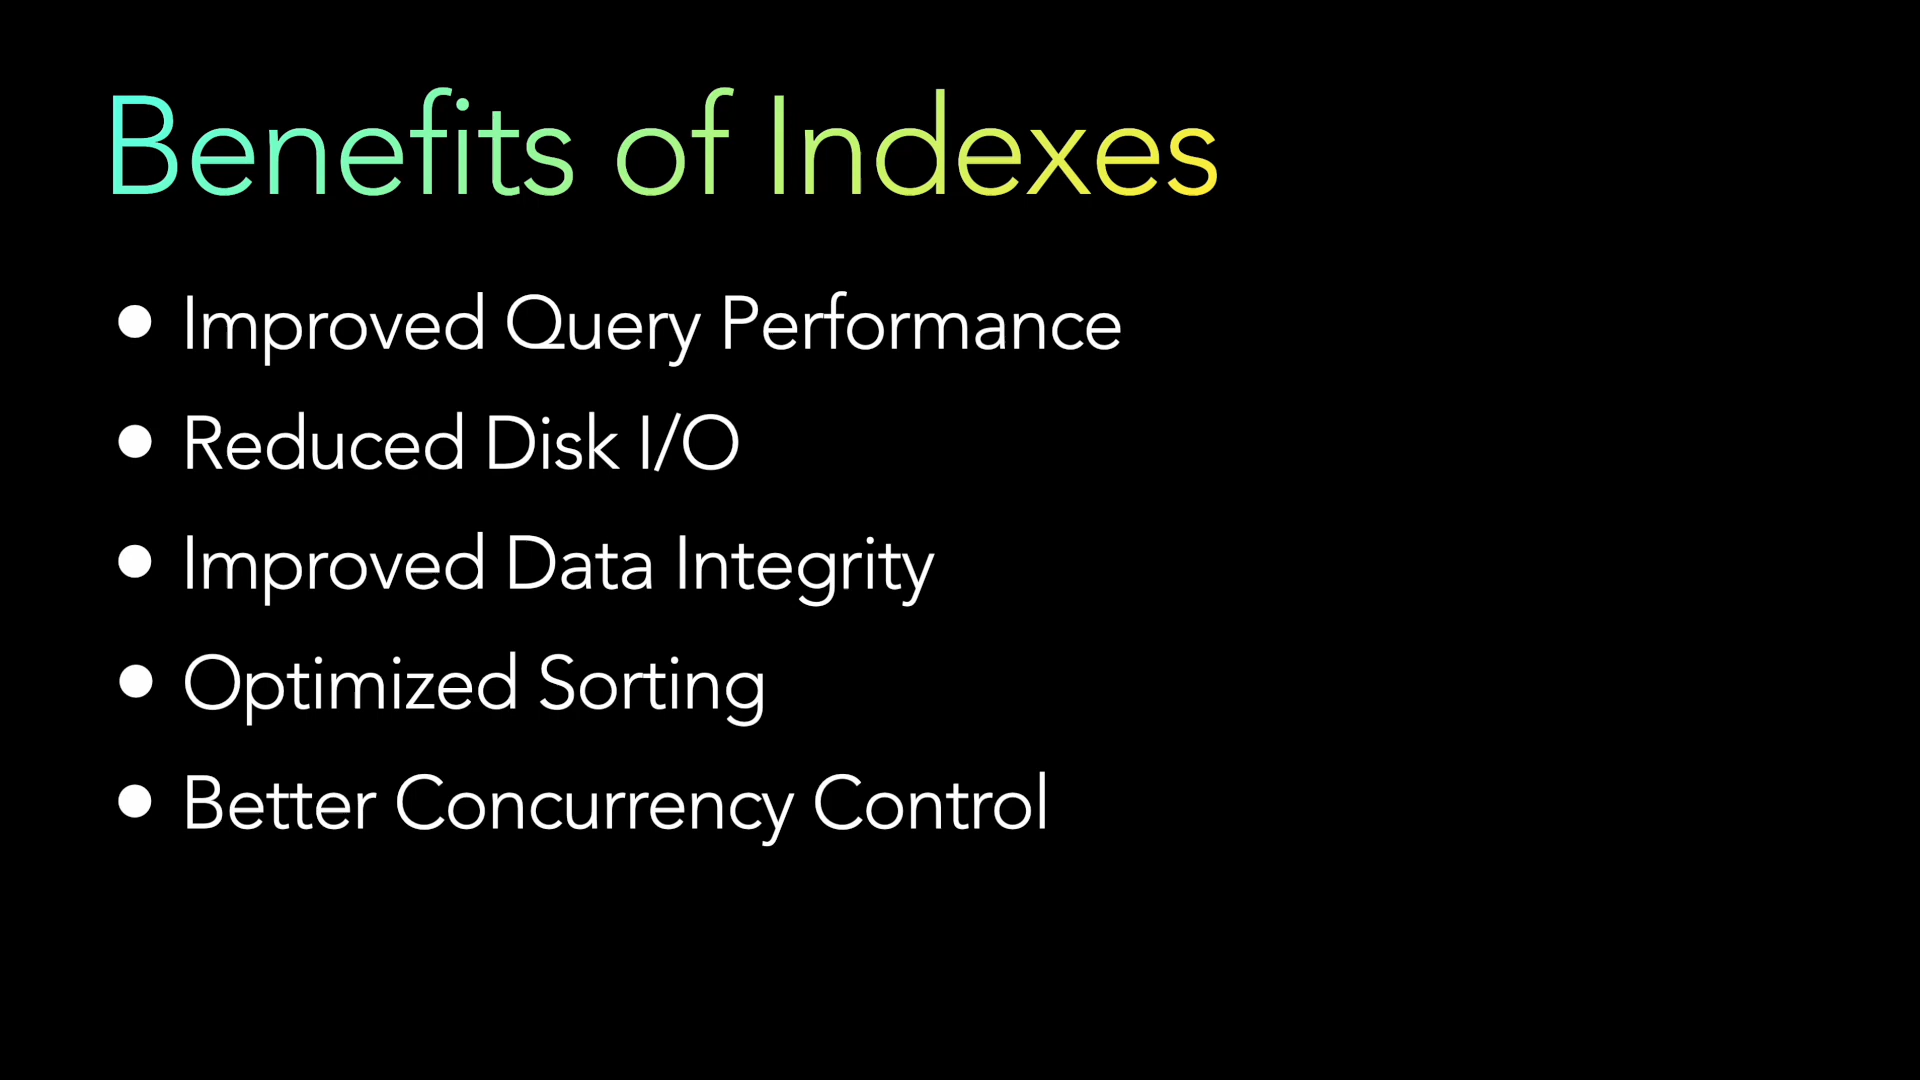 Benefits of Indexes
• Improved Query Performance
• Reduced Disk I/O
• Improved Data Integrity
• Optimized Sorting
• Better Concurrency Control